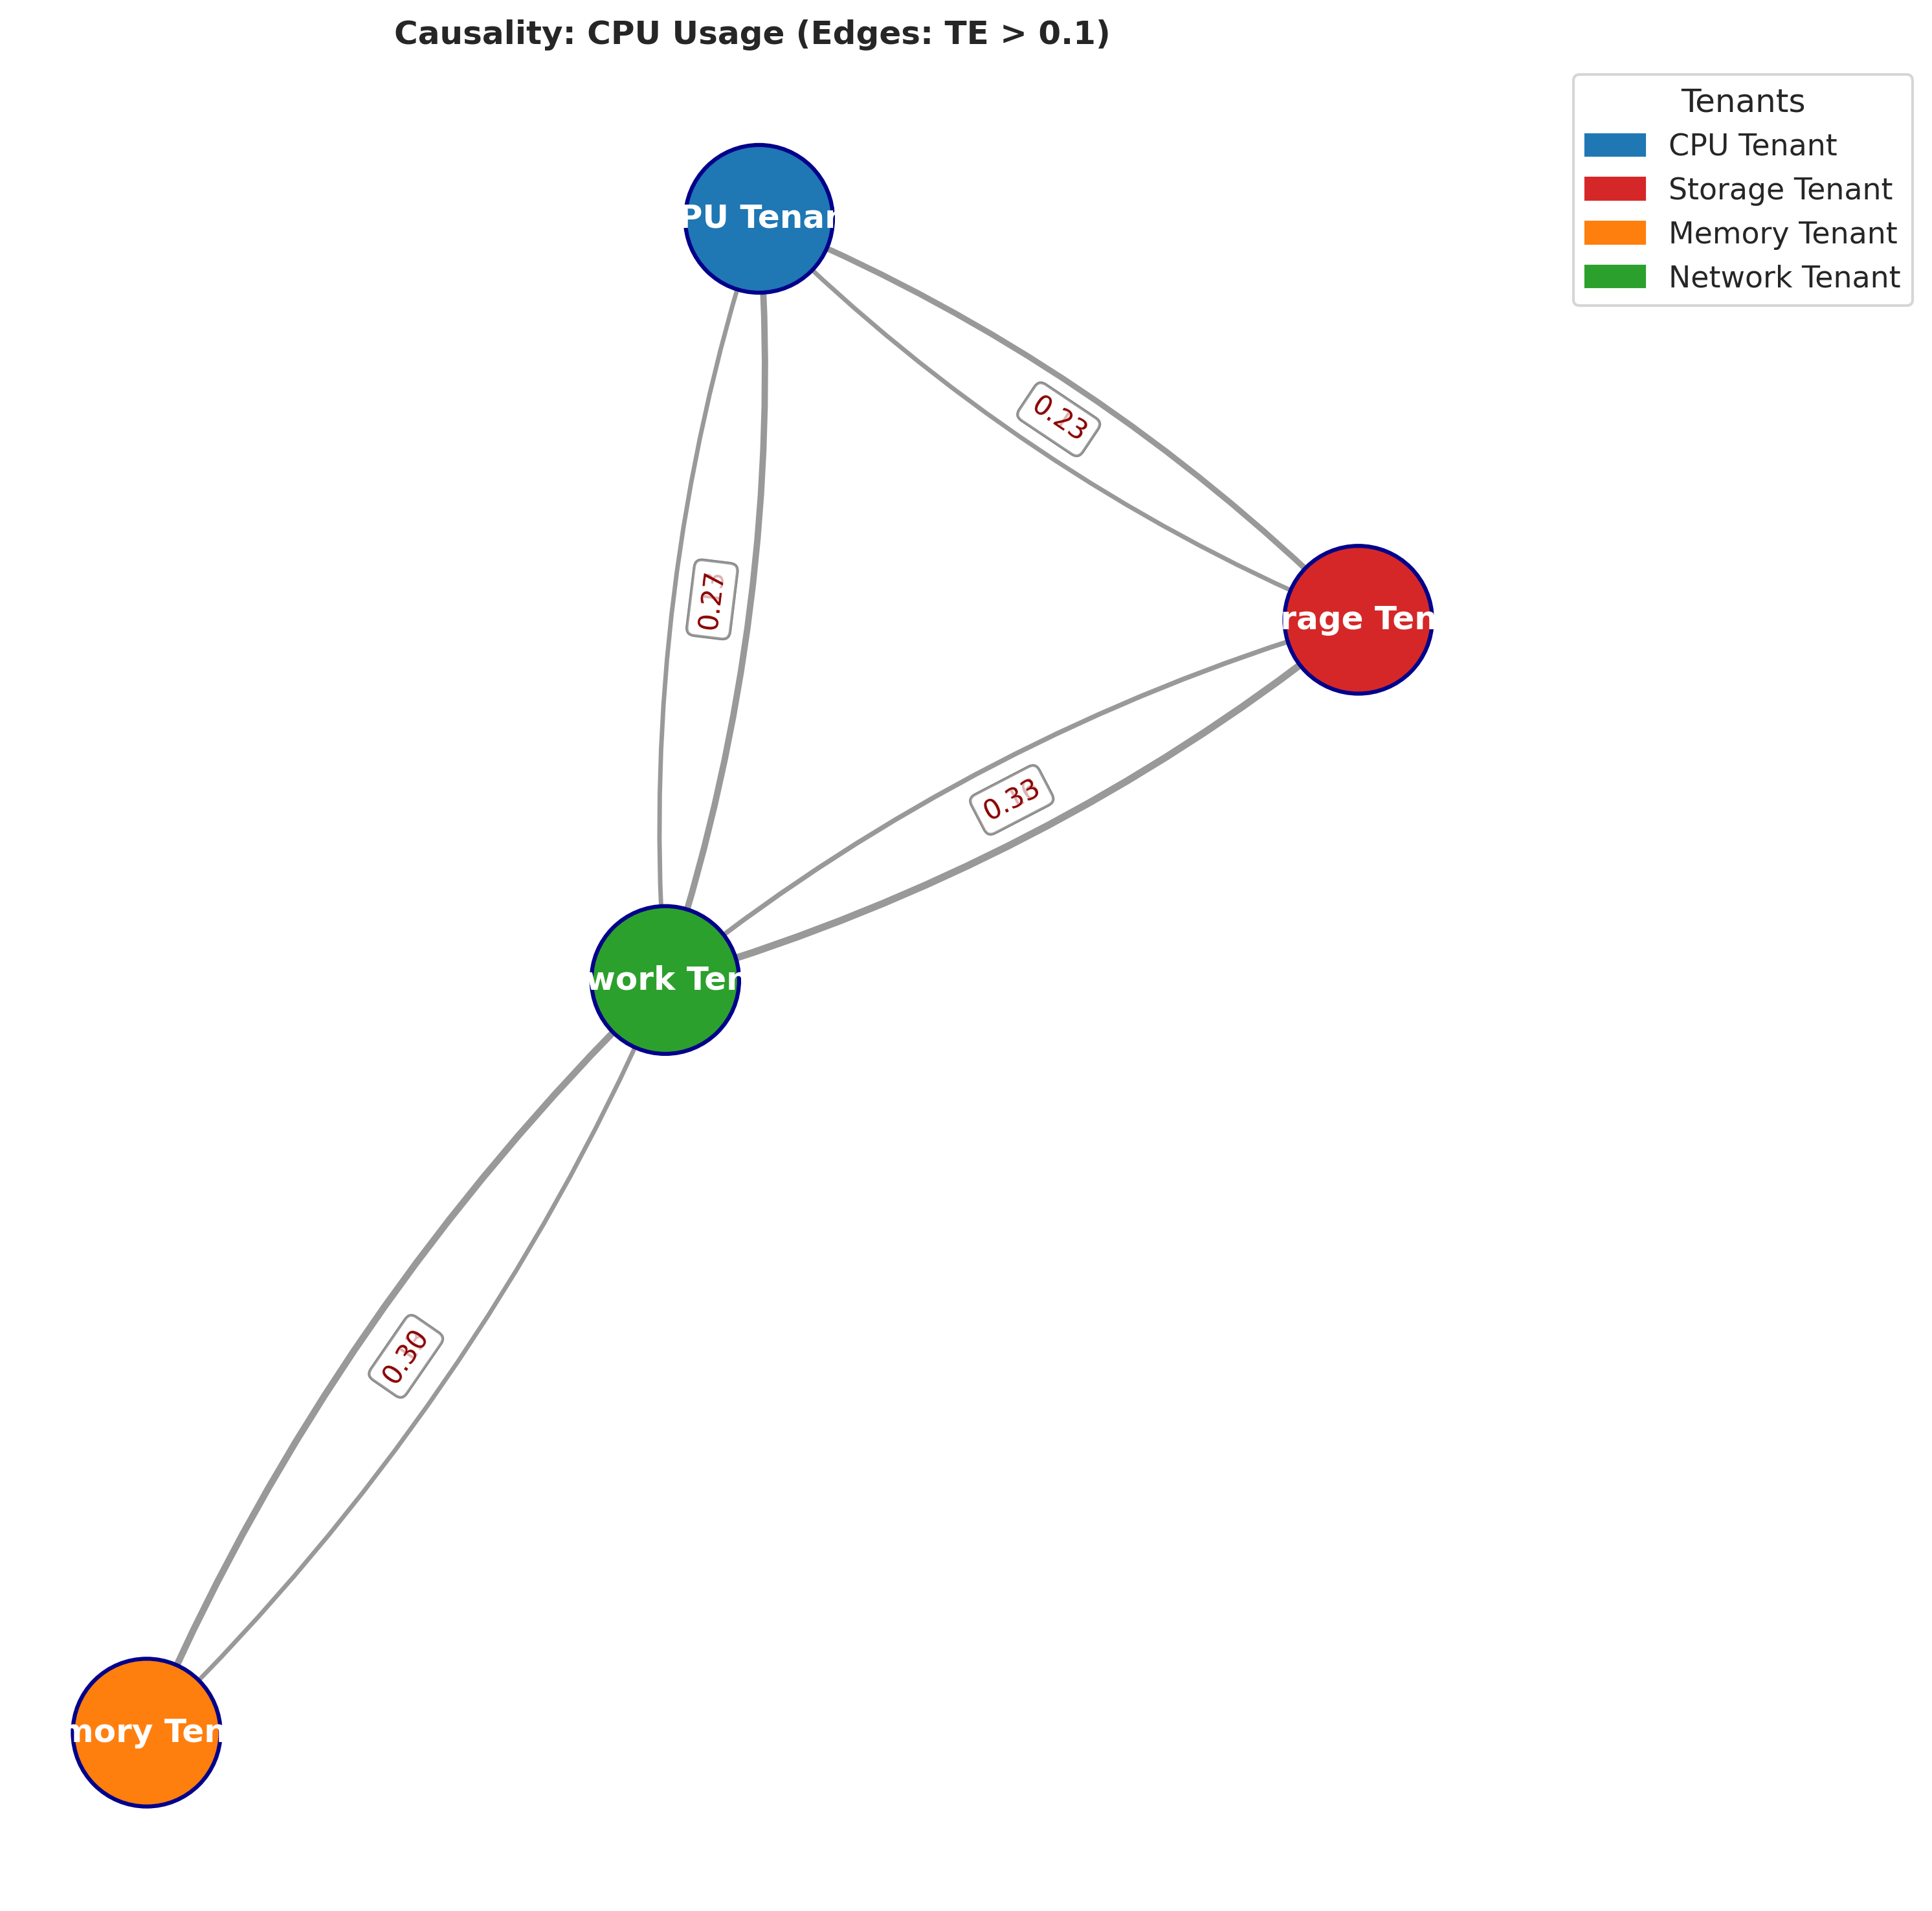 Causality: CPU Usage (Edges: TE > 0.1)
Tenants
CPU Tenant
Storage Tenant
Memory Tenant
Network Tenant
PU Tenar
0.23
rage Ten
0.27
0.33
work Ten
0.30
mory Ten